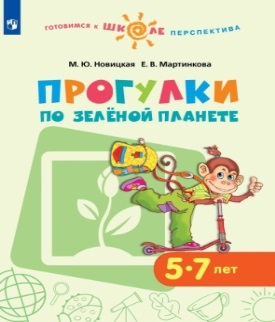 ГОТОВИМСЯ К ШКОЛЕ ПЕРСПЕКТИВА
М. Ю. Новицкая Е. В. Мартинкова
ПРОГУЛКИ
ПО ЗЕЛЁНОЙ ПЛАНЕТЕ
5·7 лет